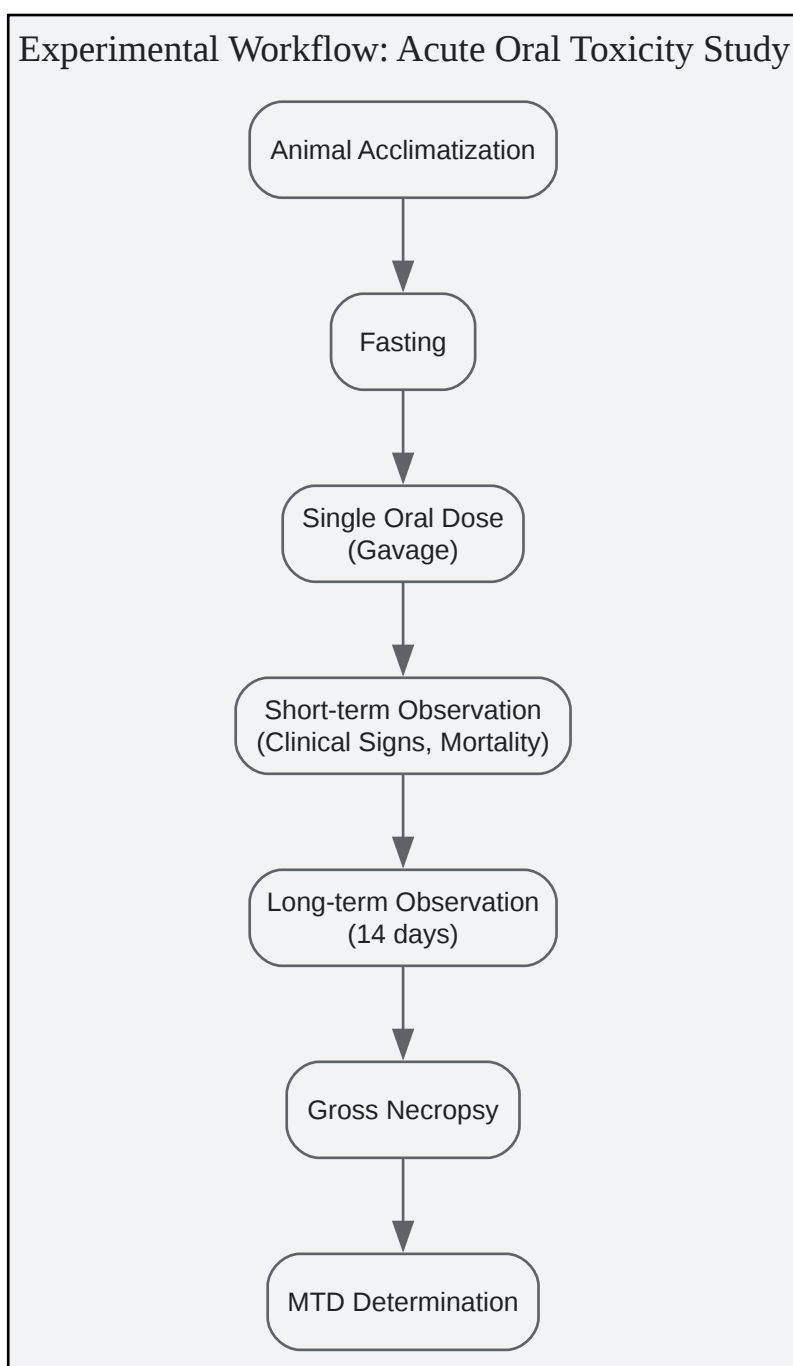 Experimental Workflow: Acute Oral Toxicity Study
Animal Acclimatization
Fasting
Single Oral Dose
(Gavage)
Short-term Observation
(Clinical Signs, Mortality)
Long-term Observation
(14 days)
Gross Necropsy
MTD Determination